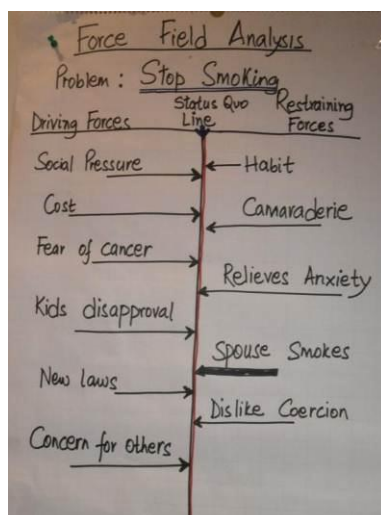 Force Field Analysis
Problem : Stop Smoking
Driving Forces
Status Quo
Line
Restraining
Forces
Social Pressure
Habit
Cost
Camaraderie
Fear of cancer
Relieves Anxiety
Kids disapproval
Spouse Smokes
New laws
Dislike Coercion
Concern for others